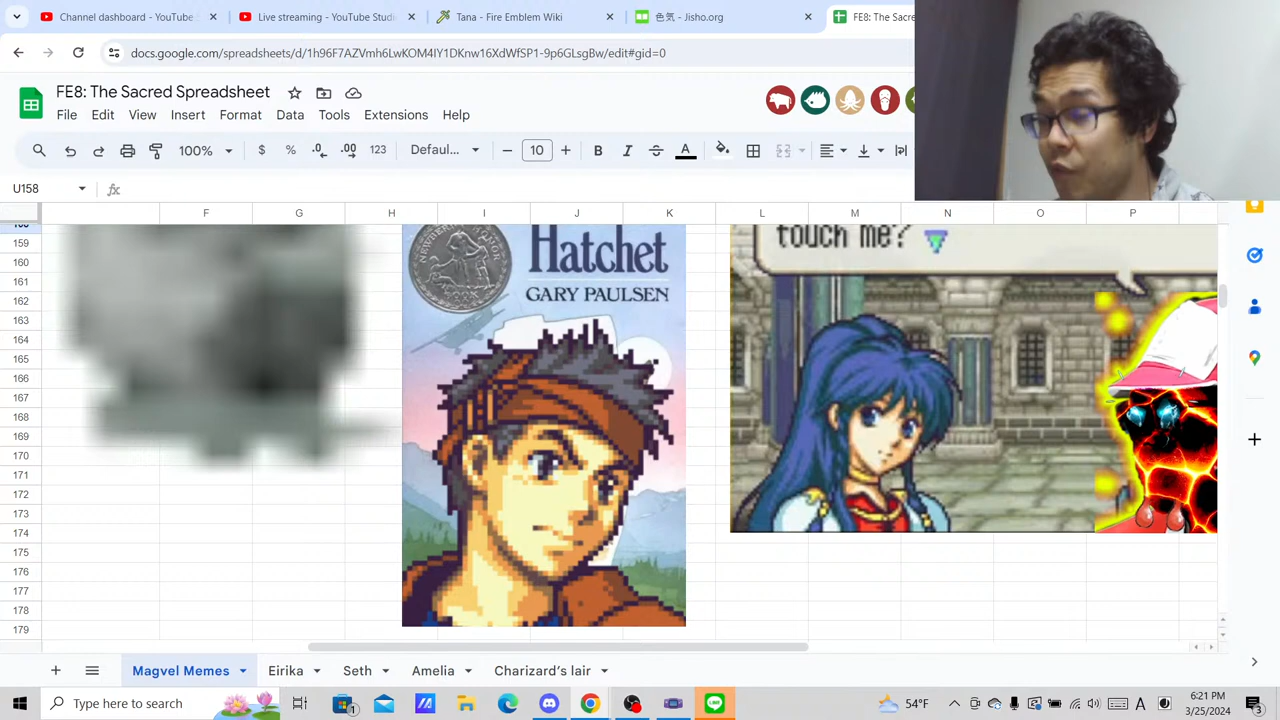 Channel dashboard
Live streaming - YouTube Studio
Tana - Fire Emblem Wiki
色気 - Jisho.org
FE8: The Sacred Spreadsheet
docs.google.com/spreadsheets/d/1h96F7AZVmh6LwKOM4IY1DKnw16XdWfSP1-9p6GLsgBw/edit#gid=0
FE8: The Sacred Spreadsheet
File Edit View Insert Format Data Tools Extensions Help
100% $ % .0 .00 123 Defaul... 10 B I A
U158 fx
F G H I J K L M N O P
159
160
161
162
163
164
165
166
167
168
169
170
171
172
173
174
175
176
177
178
179
Hatchet
GARY PAULSEN
touch me?
Magvel Memes Eirika Seth Amelia Charizard's lair
Type here to search
54°F
A
6:21 PM
3/25/2024
3